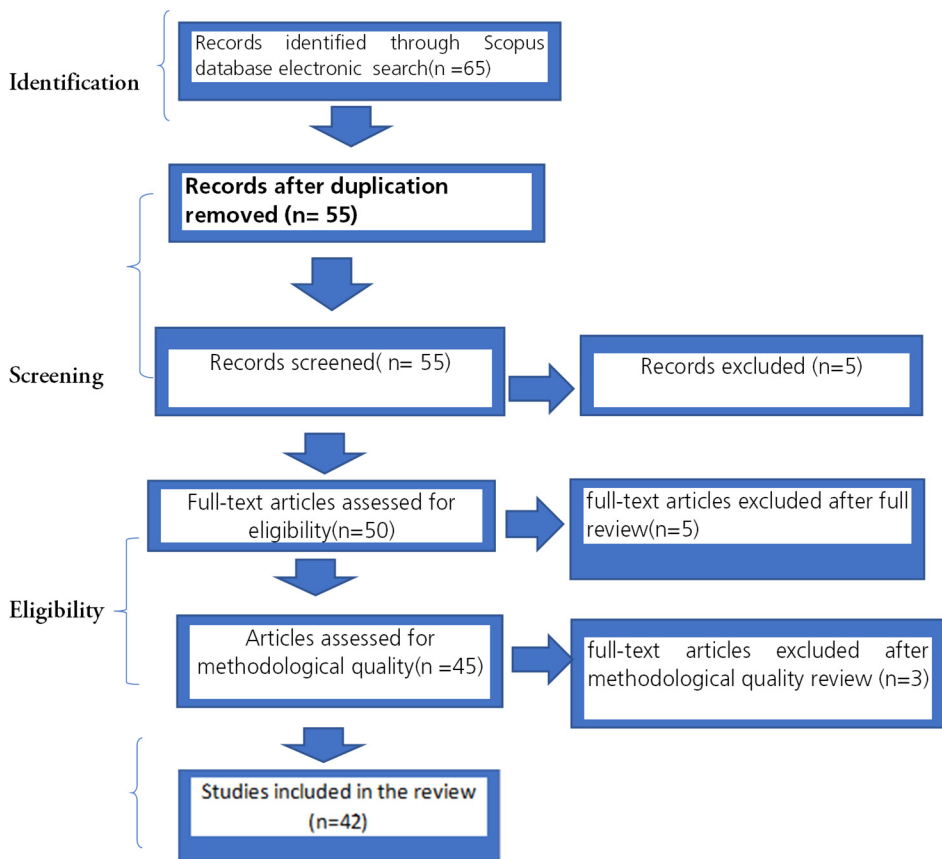 Records identified through Scopus
database electronic search(n =65)
Identification
Records after duplication
removed (n= 55)
Records screened( n= 55)
Records excluded (n=5)
Screening
Full-text articles assessed for
eligibility(n=50)
full-text articles excluded after full
review(n=5)
Eligibility
Articles assessed for
methodological quality(n =45)
full-text articles excluded after
methodological quality review (n=3)
Studies included in the review
(n=42)